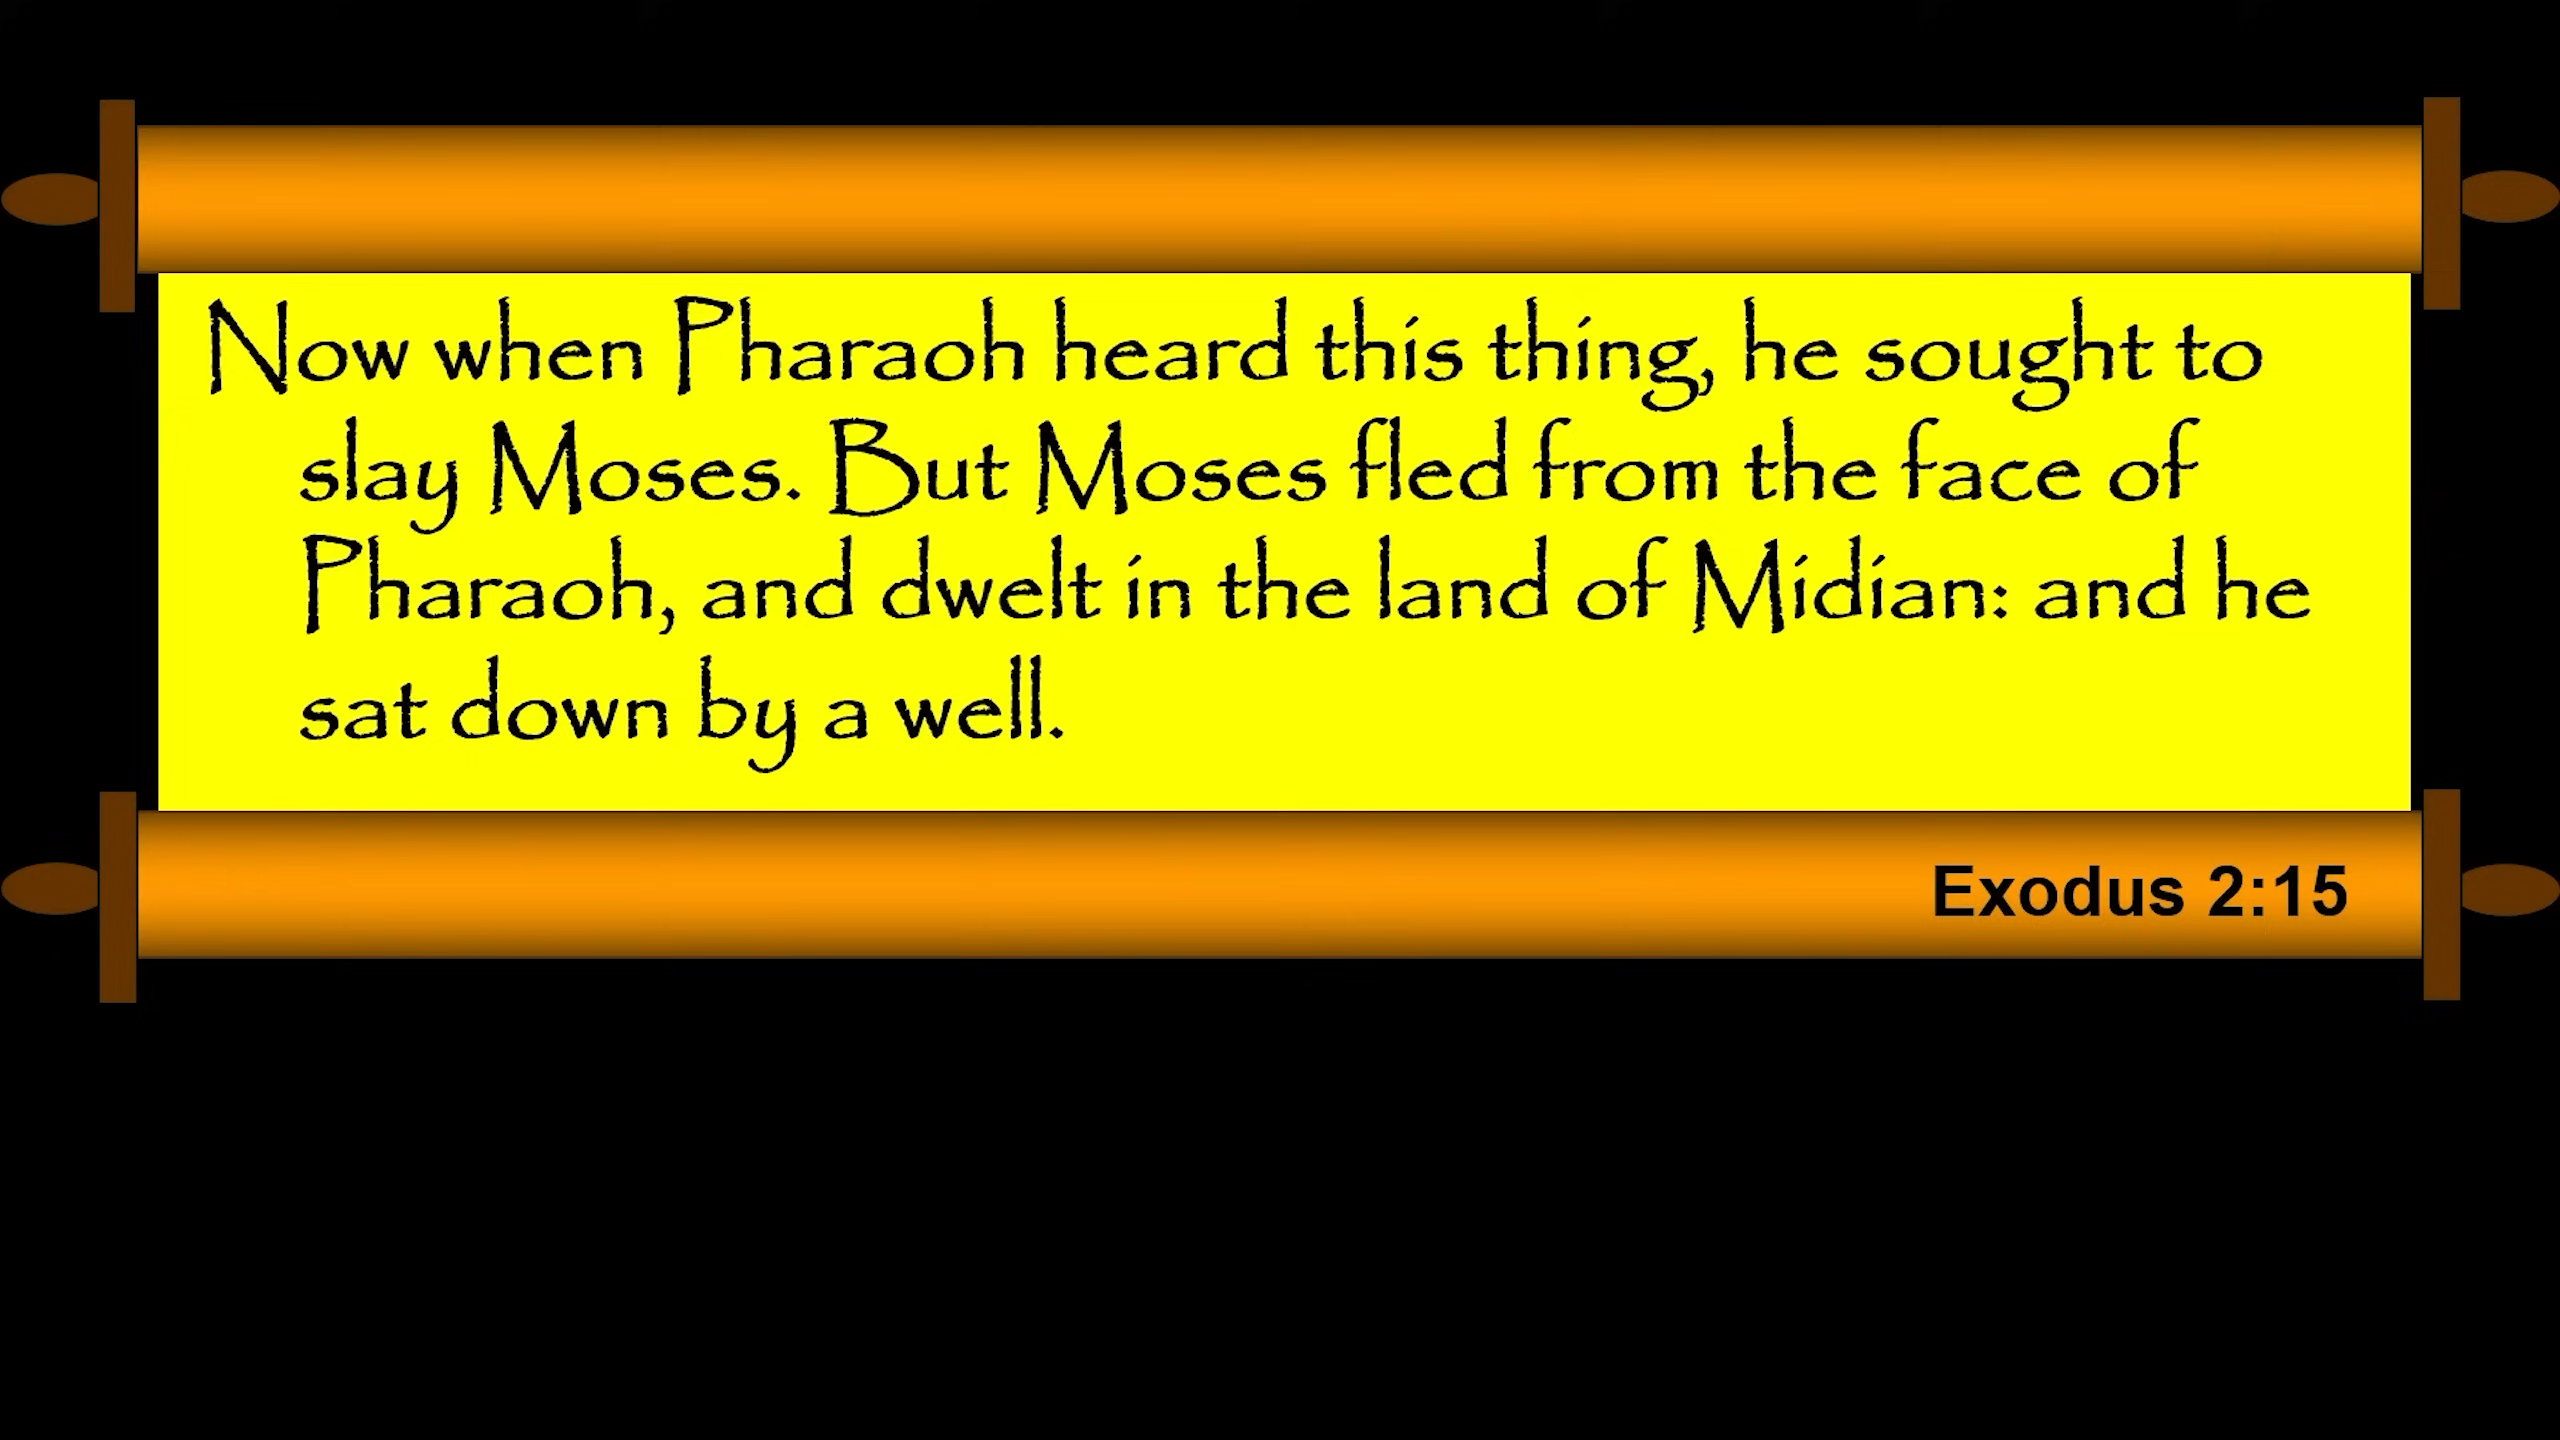 Now when Pharaoh heard this thing, he sought to
slay Moses. But Moses fled from the face of
Pharaoh, and dwelt in the land of Midian: and he
sat down by a well.
Exodus 2:15